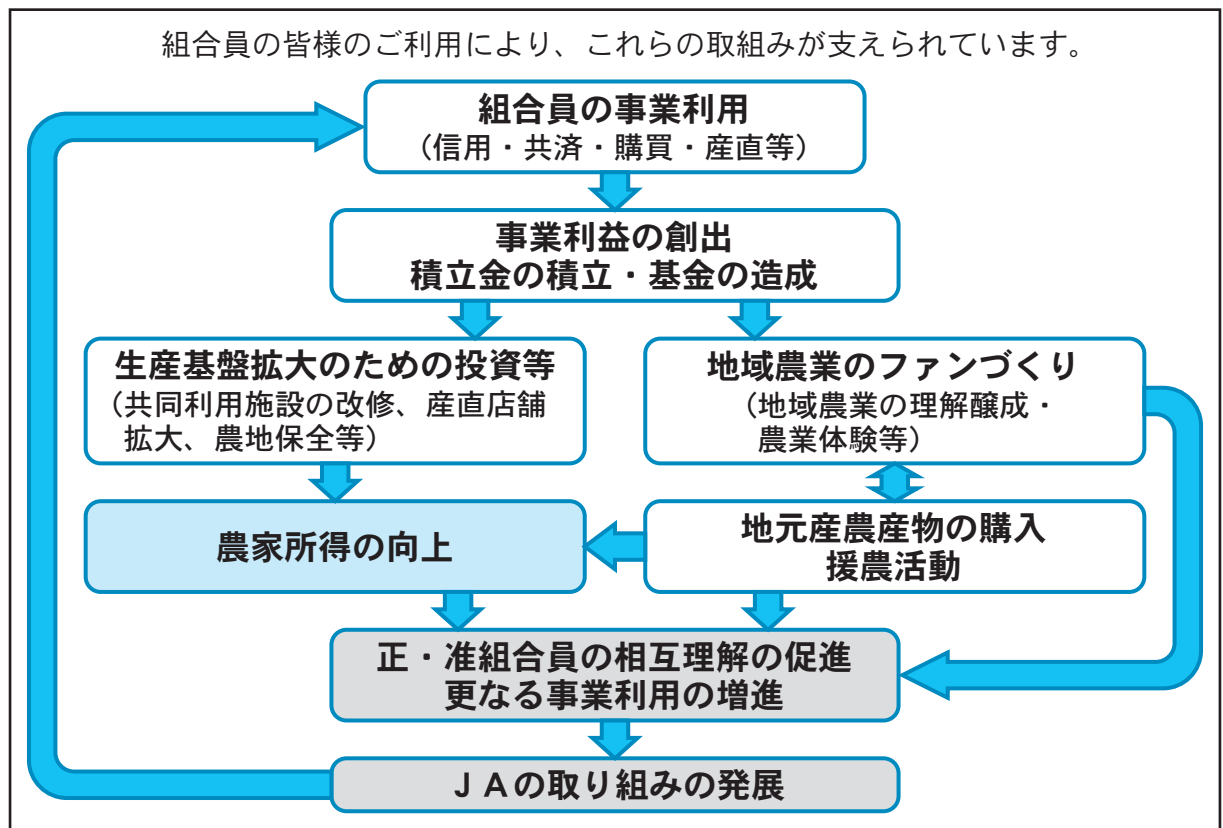 組合員の皆様のご利用により、これらの取組みが支えられています。
組合員の事業利用
（信用・共済・購買・産直等）
事業利益の創出
積立金の積立・基金の造成
生産基盤拡大のための投資等
（共同利用施設の改修、産直店舗
拡大、農地保全等）
地域農業のファンづくり
（地域農業の理解醸成・
農業体験等）
農家所得の向上
地元産農産物の購入
援農活動
正・准組合員の相互理解の促進
更なる事業利用の増進
ＪＡの取り組みの発展